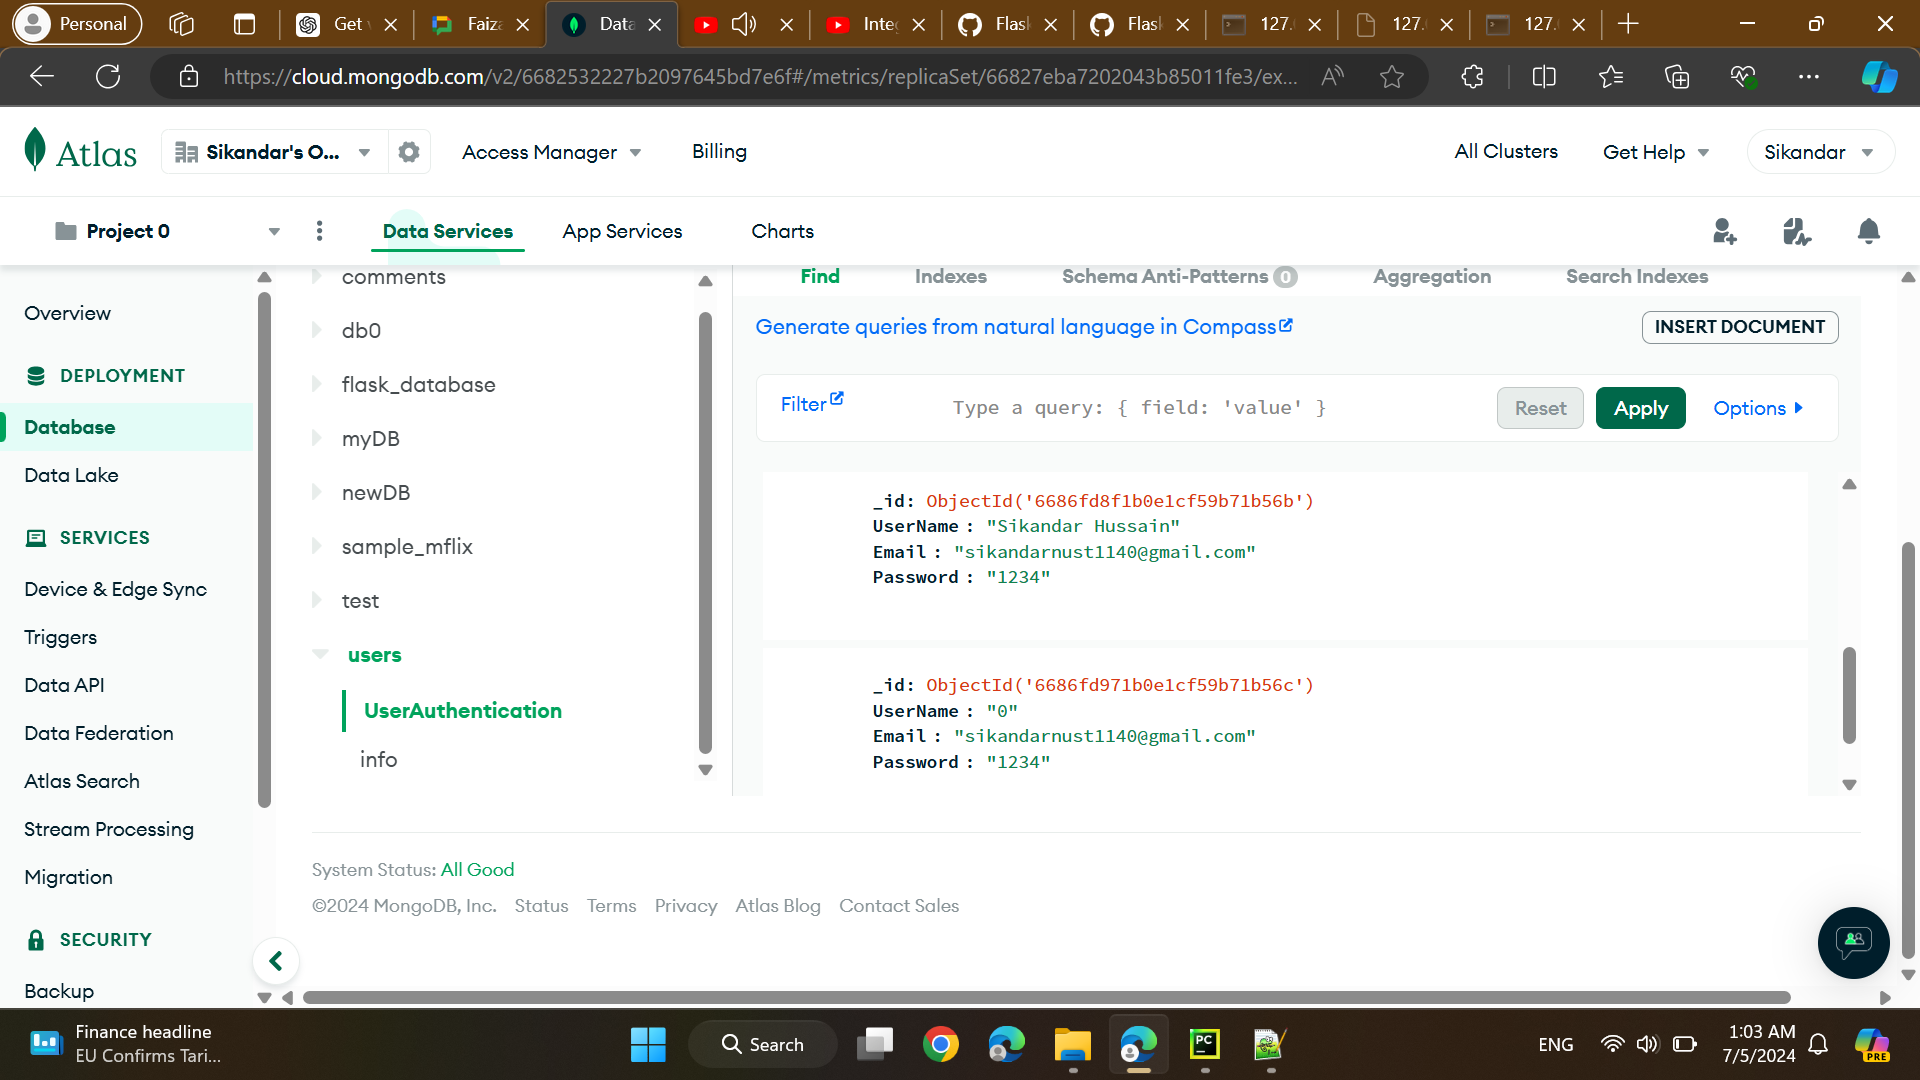 Personal
Get
Faiza
Data
Inte
Flask
Flask
127.
127.
127.
https://cloud.mongodb.com/v2/6682532227b2097645bd7e6f#/metrics/replicaSet/66827eba7202043b85011fe3/ex...
Atlas
Sikandar's O...
Access Manager
Billing
All Clusters
Get Help
Sikandar
Project 0
Data Services
App Services
Charts
Overview
DEPLOYMENT
Database
Data Lake
SERVICES
Device & Edge Sync
Triggers
Data API
Data Federation
Atlas Search
Stream Processing
Migration
SECURITY
Backup
comments
db0
flask_database
myDB
newDB
sample_mflix
test
users
UserAuthentication
info
Find
Indexes
Schema Anti-Patterns 0
Aggregation
Search Indexes
Generate queries from natural language in Compass
INSERT DOCUMENT
Filter
Type a query: { field: 'value' }
Reset
Apply
Options
_id: ObjectId('6686fd8f1b0e1cf59b71b56b')
UserName : "Sikandar Hussain"
Email : "sikandarnust1140@gmail.com"
Password : "1234"
_id: ObjectId('6686fd971b0e1cf59b71b56c')
UserName : "0"
Email : "sikandarnust1140@gmail.com"
Password : "1234"
System Status: All Good
©2024 MongoDB, Inc. Status Terms Privacy Atlas Blog Contact Sales
Finance headline
EU Confirms Tari...
Search
PC
ENG
1:03 AM
7/5/2024
PRE